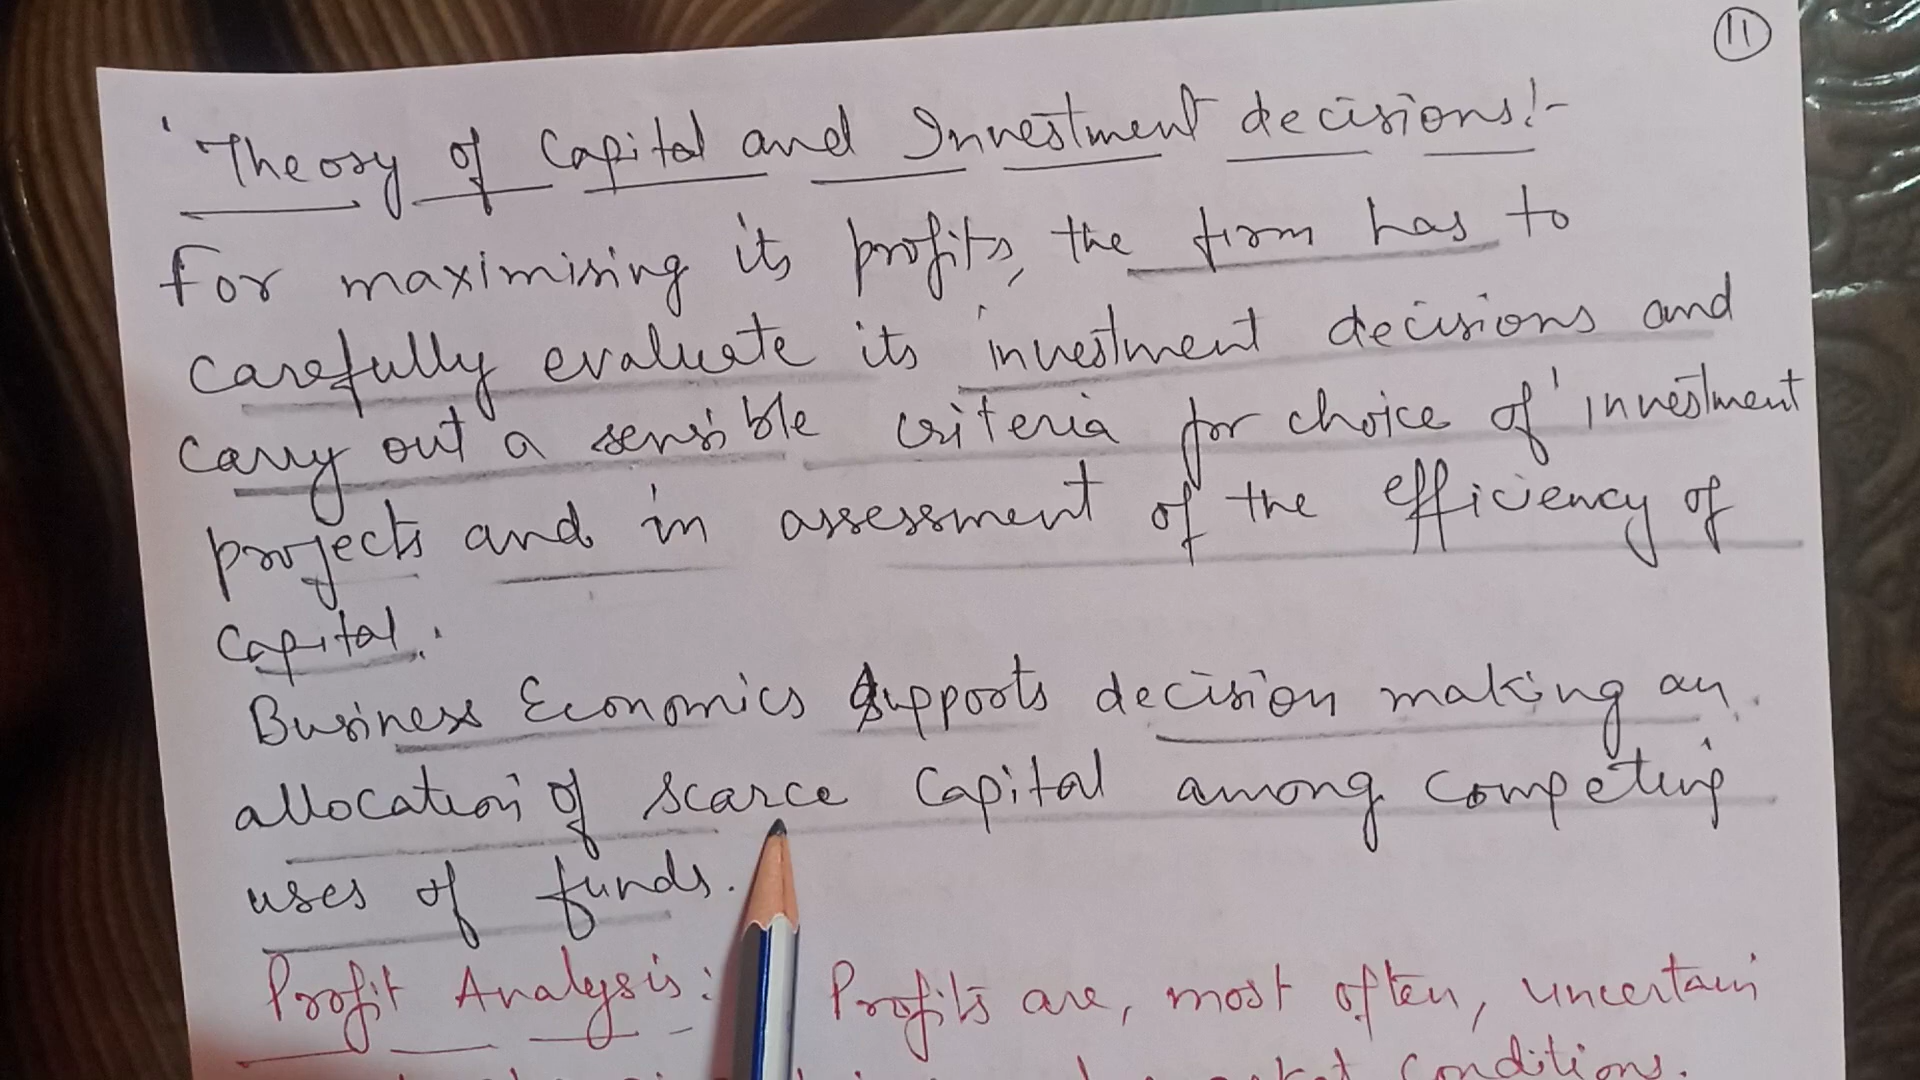 11
'Theory of Capital and Investment decisions:-
For maximising its profits, the firm has to
carefully evaluate its investment decisions and
carry out a sensible criteria for choice of investment
projects and in assessment of the efficiency of
Capital.
Business Economics supports decision making on
allocation of scarce Capital among competing
uses of funds.
Profit Analysis: Profits are, most often, uncertain
conditions.